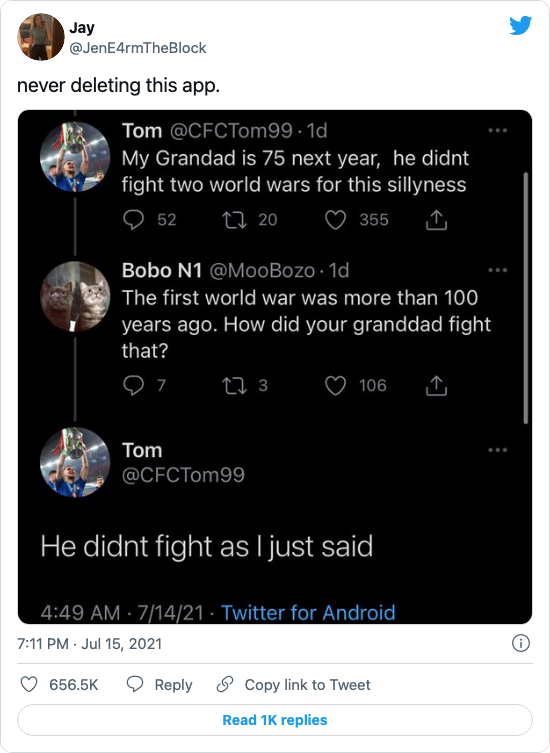 Jay
@JenE4rmTheBlock
never deleting this app.
Tom @CFCTom99 · 1d
My Grandad is 75 next year, he didnt
fight two world wars for this sillyness
52 20 355
Bobo N1 @MooBozo · 1d
The first world war was more than 100
years ago. How did your granddad fight
that?
7 3 106
Tom
@CFCTom99
He didnt fight as I just said
4:49 AM · 7/14/21 · Twitter for Android
7:11 PM · Jul 15, 2021
656.5K Reply Copy link to Tweet
Read 1K replies